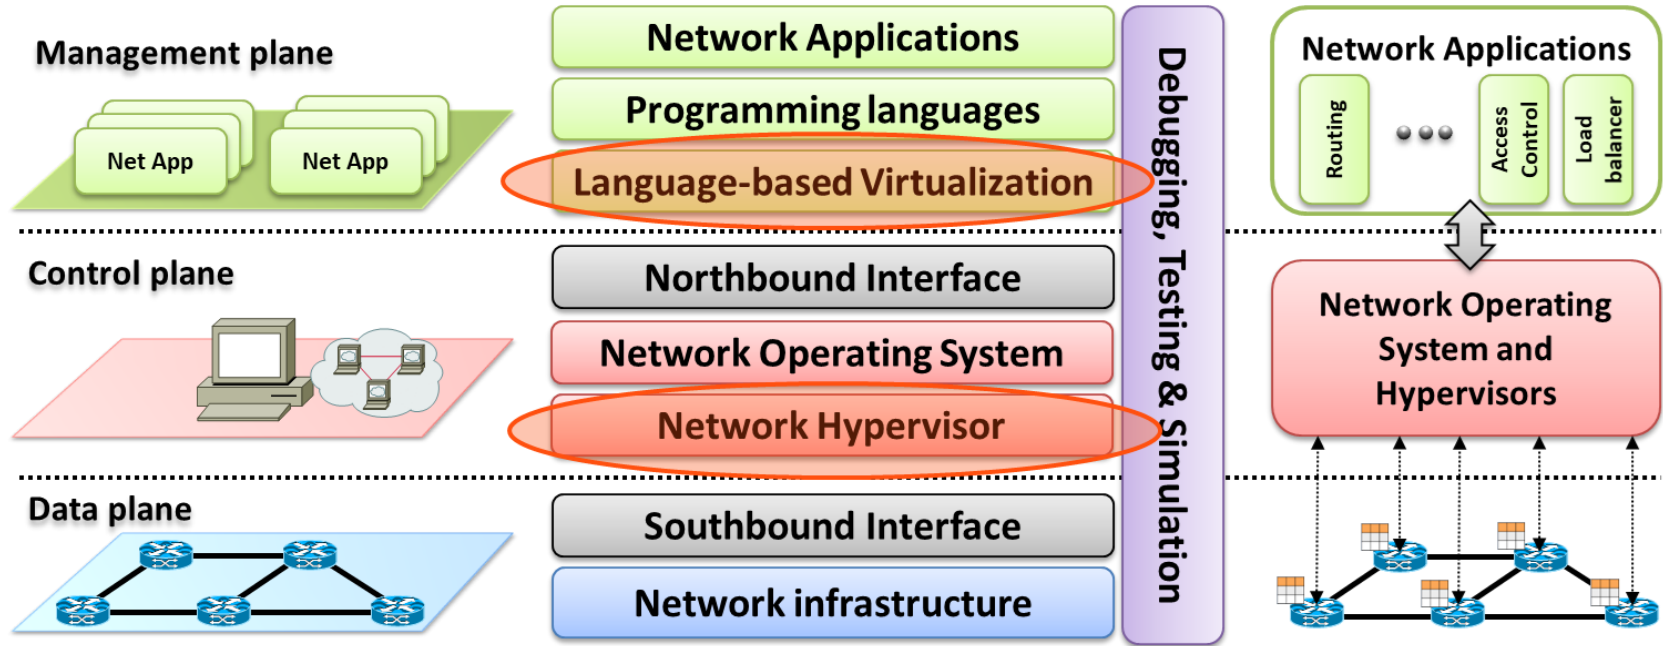 Management plane
Net App
Net App
Control plane
Data plane
Network Applications
Programming languages
Language-based Virtualization
Northbound Interface
Network Operating System
Network Hypervisor
Southbound Interface
Network infrastructure
Debugging, Testing & Simulation
Network Applications
Routing
Access
Control
Load
balancer
Network Operating
System and
Hypervisors